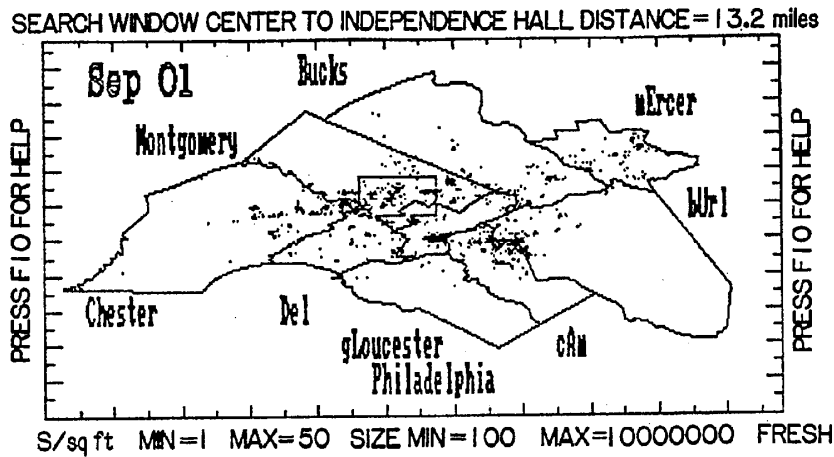 SEARCH WINDOW CENTER TO INDEPENDENCE HALL DISTANCE=13.2 miles
Sep 01
Bucks
mErcer
Montgomery
PRESS F10 FOR HELP
PRESS F10 FOR HELP
bUrl
Chester
Del
gLoucester
cAm
Philadelphia
S/sq ft MIN=1 MAX=50 SIZE MIN=100 MAX=10000000 FRESH